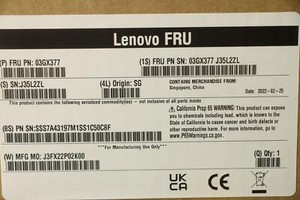 Lenovo FRU
(P) FRU PN: 03GX377
(1S) FRU PN SN: 03GX377 J35L2ZL
(S) SN:J35L2ZL
(4L) Origin: SG
CONTAINS MERCHANDISE FROM
Singapore, China
Date : 2022-02-25
This product contains the following serialized commodity(ies) – not inclusive of all parts
California Prop 65 Warning: This product can
expose you to chemicals including lead, which is known to the
State of California to cause cancer and birth defects or other
reproductive harm. For more information go to
www.P65Warnings.ca.gov.
(8S) PN SN:SSS7A43197M1SS1C50CBF
***For Manufacturing Use Only***
(W) MFG MO: J3FX22P02K00
(Q) Qty: 1
UK
CA
CE